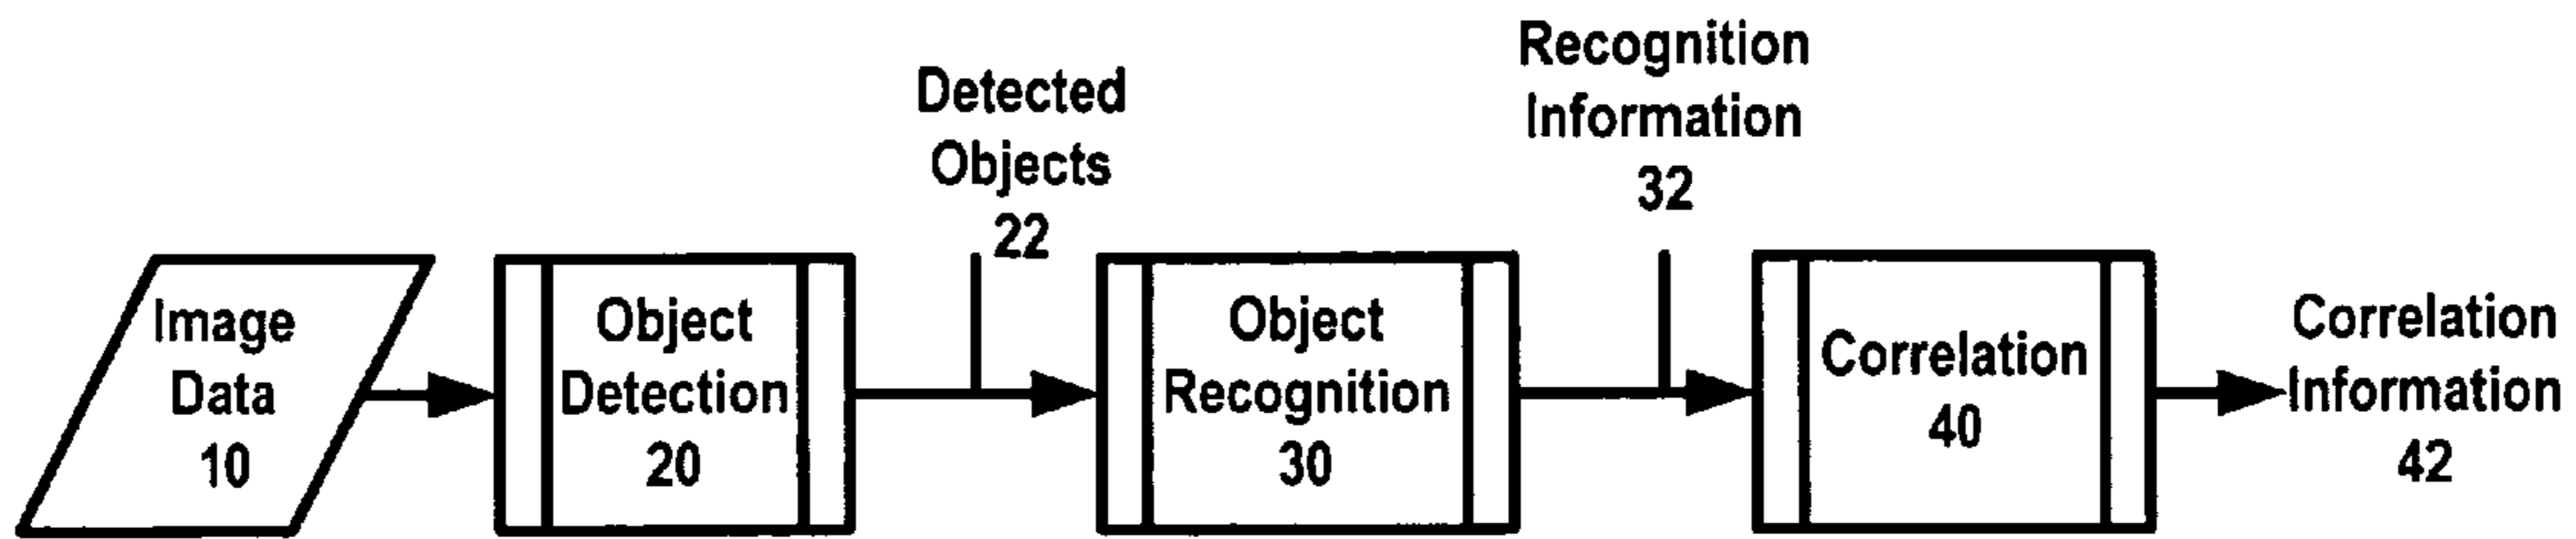 Image
Data
10
Object
Detection
20
Detected
Objects
22
Object
Recognition
30
Recognition
Information
32
Correlation
40
Correlation
Information
42